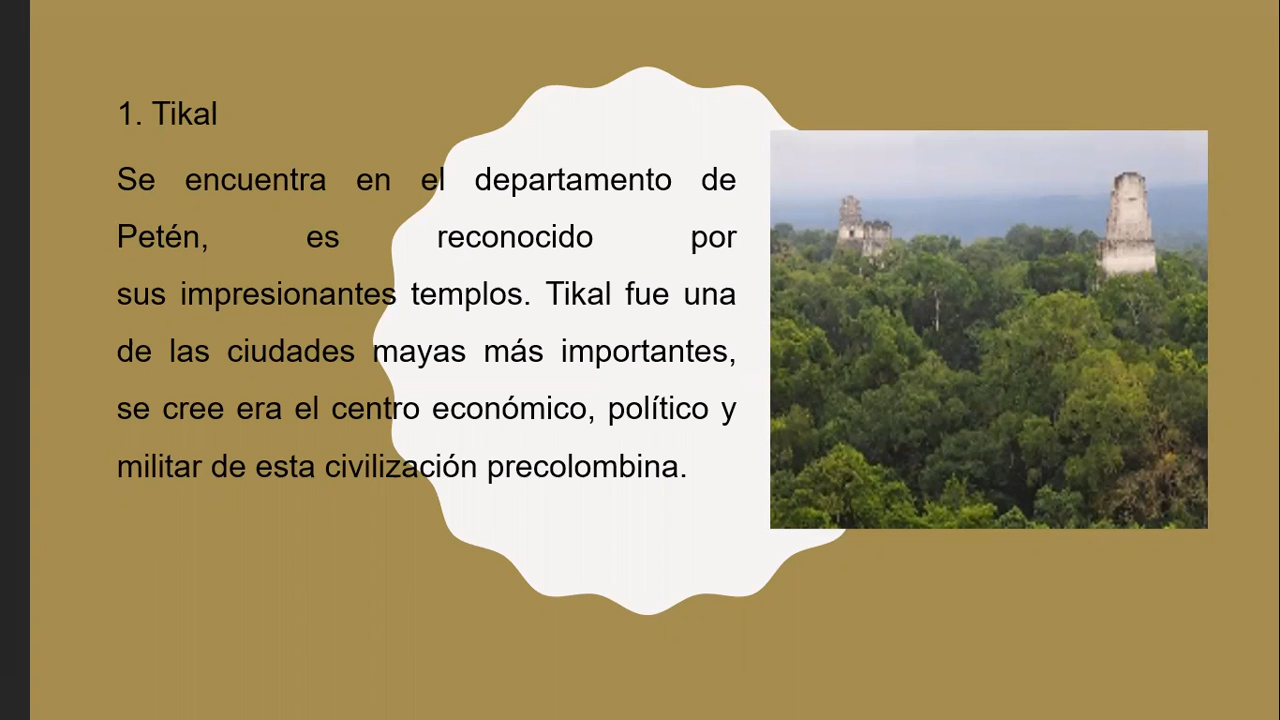 1. Tikal
Se encuentra en el departamento de
Petén, es reconocido por
sus impresionantes templos. Tikal fue una
de las ciudades mayas más importantes,
se cree era el centro económico, político y
militar de esta civilización precolombina.